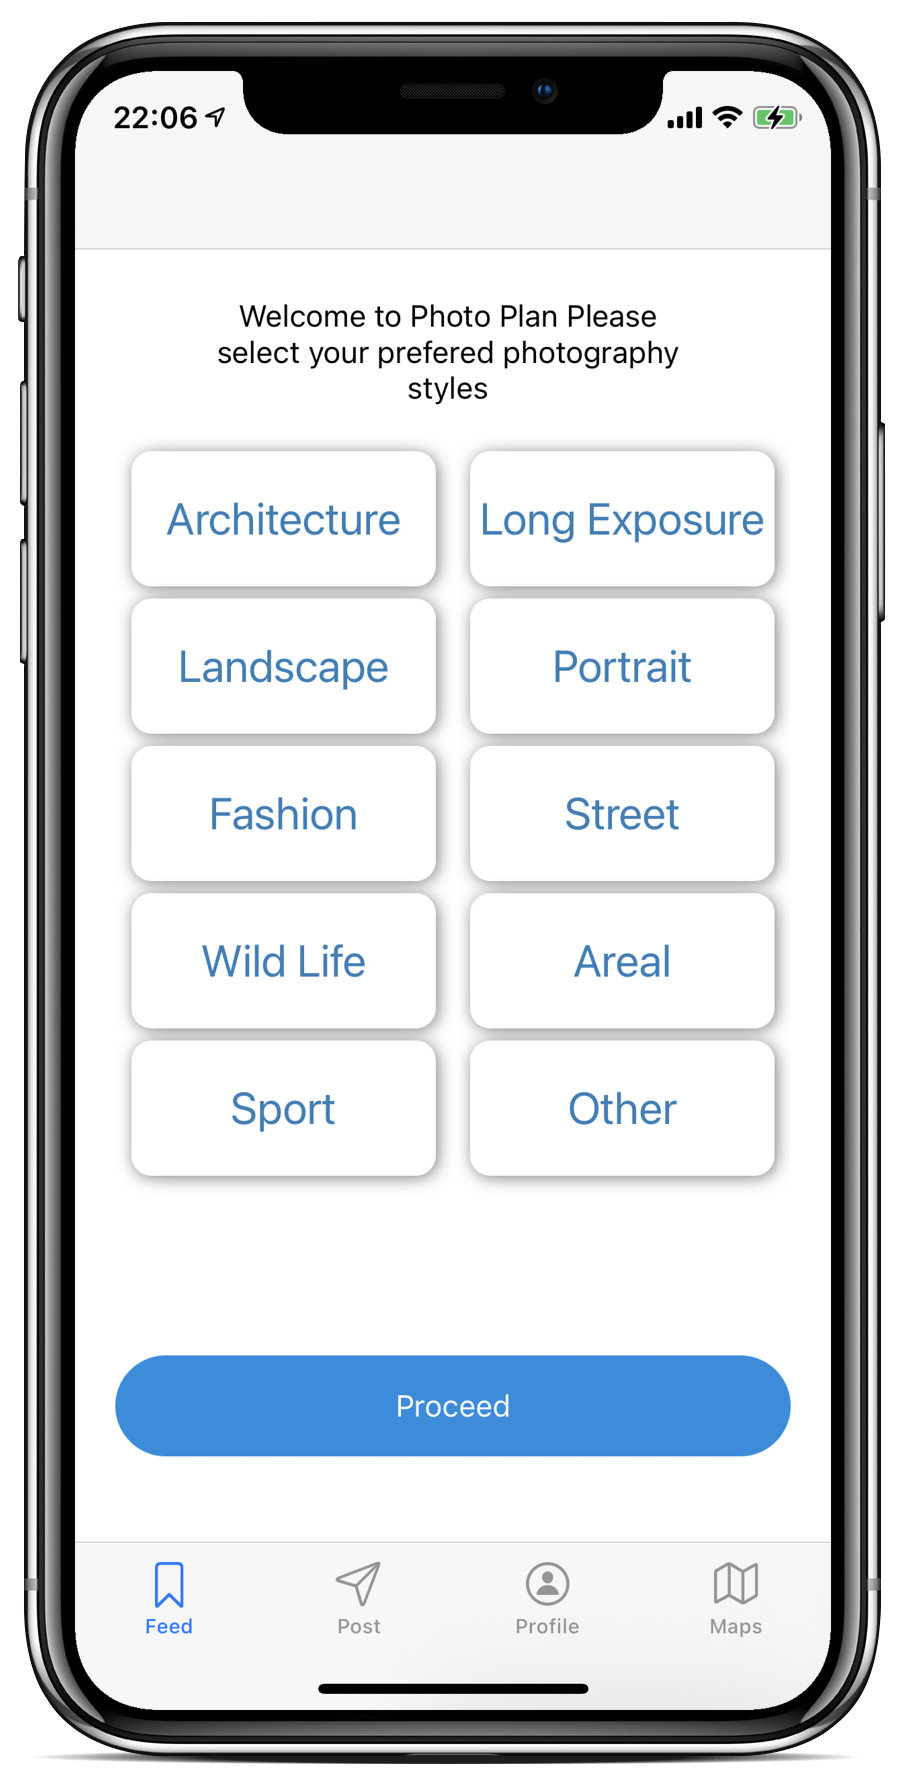 22:06
Welcome to Photo Plan Please
select your prefered photography
styles
Architecture
Long Exposure
Landscape
Portrait
Fashion
Street
Wild Life
Areal
Sport
Other
Proceed
Feed
Post
Profile
Maps